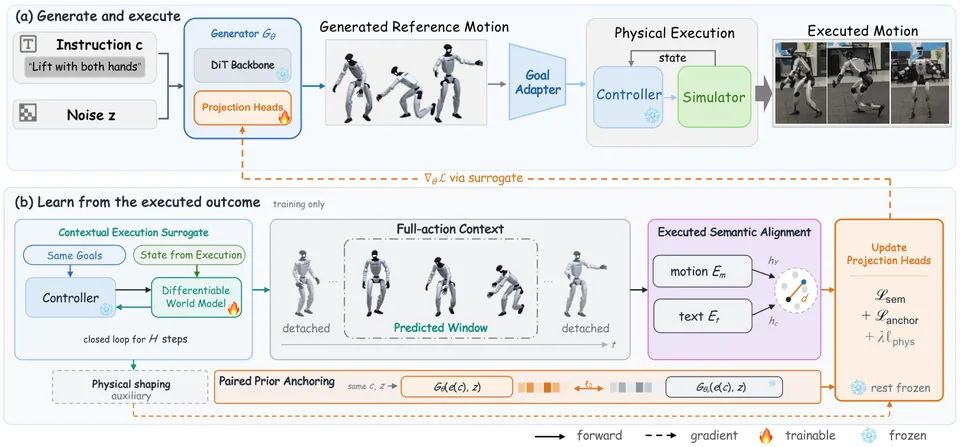 (a) Generate and execute
Instruction c
"Lift with both hands"
Noise z
Generator Gθ
DiT Backbone
Projection Heads
Generated Reference Motion
Goal
Adapter
Physical Execution
state
Controller
Simulator
Executed Motion
∇θℒ via surrogate
(b) Learn from the executed outcome training only
Contextual Execution Surrogate
Same Goals
State from Execution
Controller
Differentiable
World Model
closed loop for H steps
Physical shaping
auxiliary
Full-action Context
...
...
detached
Predicted Window
detached
t
Executed Semantic Alignment
motion Em
text Et
hY
hc
d
Paired Prior Anchoring
same c, z
Gθ(e(c), z)
ℓ2
Gθ₀(e(c), z)
Update
Projection Heads
ℒsem
+ ℒanchor
+ λℓphys
rest frozen
forward
gradient
trainable
frozen